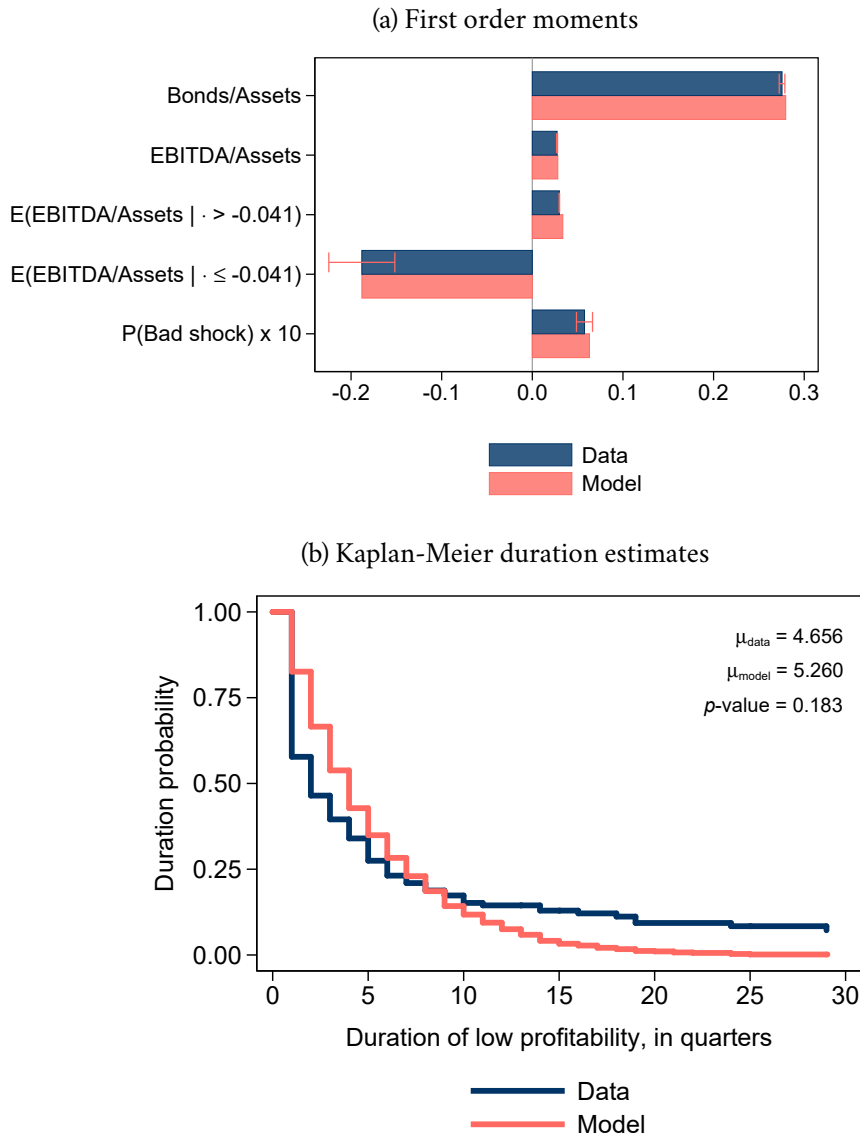 (a) First order moments
Bonds/Assets
EBITDA/Assets
E(EBITDA/Assets | · > -0.041)
E(EBITDA/Assets | · ≤ -0.041)
P(Bad shock) x 10
-0.2 -0.1 0.0 0.1 0.2 0.3
Data
Model
(b) Kaplan-Meier duration estimates
μdata = 4.656
μmodel = 5.260
p-value = 0.183
Duration probability
1.00
0.75
0.50
0.25
0.00
0 5 10 15 20 25 30
Duration of low profitability, in quarters
Data
Model